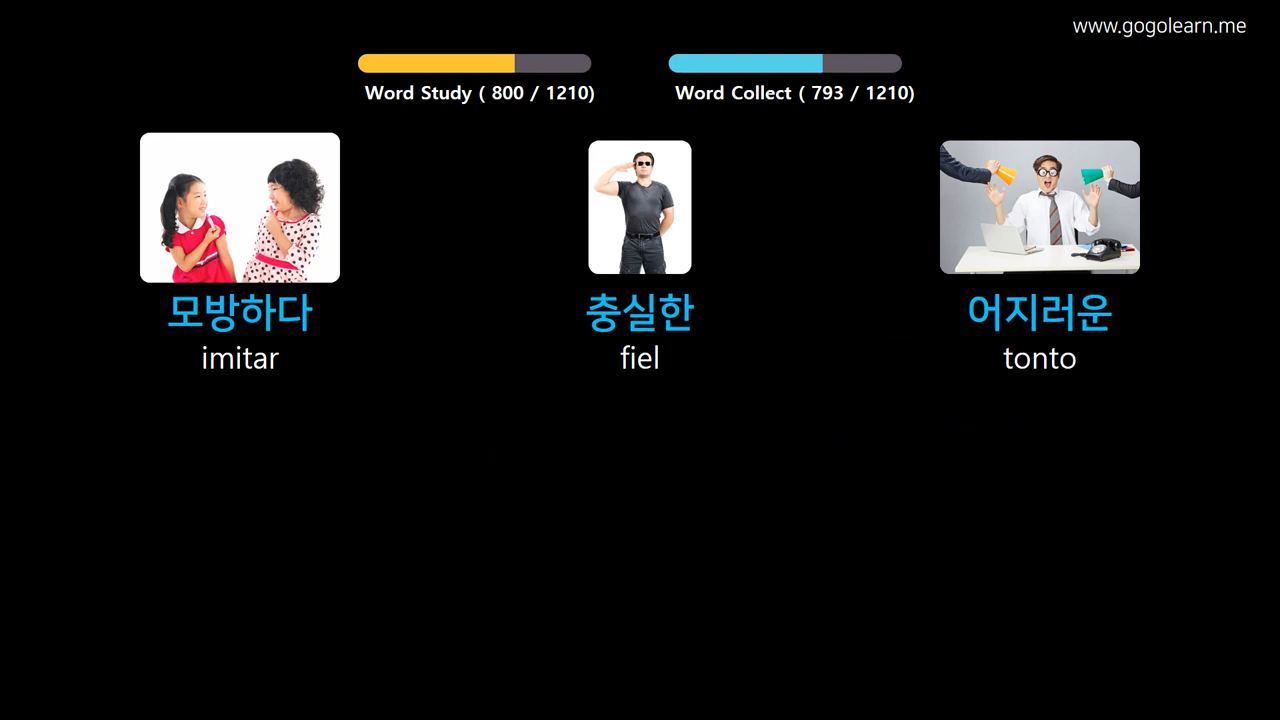 www.gogolearn.me
Word Study ( 800 / 1210)
Word Collect ( 793 / 1210)
모방하다
imitar
충실한
fiel
어지러운
tonto